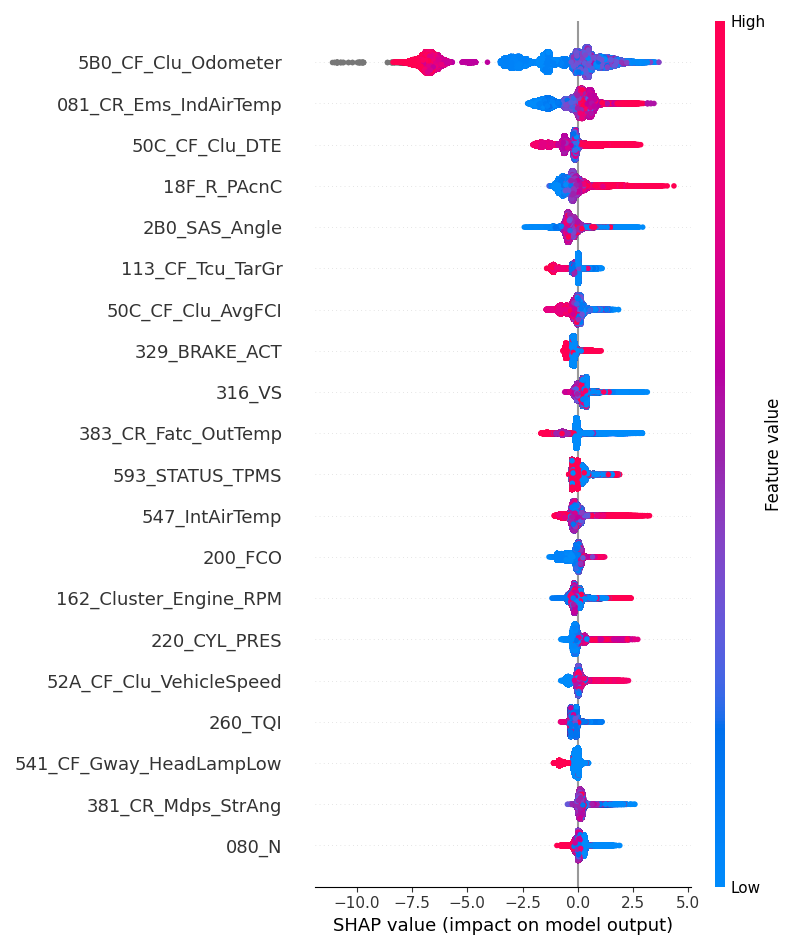 High
5B0_CF_Clu_Odometer
081_CR_Ems_IndAirTemp
50C_CF_Clu_DTE
18F_R_PAcnC
2B0_SAS_Angle
113_CF_Tcu_TarGr
50C_CF_Clu_AvgFCI
329_BRAKE_ACT
316_VS
383_CR_Fatc_OutTemp
593_STATUS_TPMS
547_IntAirTemp
200_FCO
162_Cluster_Engine_RPM
220_CYL_PRES
52A_CF_Clu_VehicleSpeed
260_TQI
541_CF_Gway_HeadLampLow
381_CR_Mdps_StrAng
080_N
Feature value
Low
−10.0 −7.5 −5.0 −2.5 0.0 2.5 5.0
SHAP value (impact on model output)